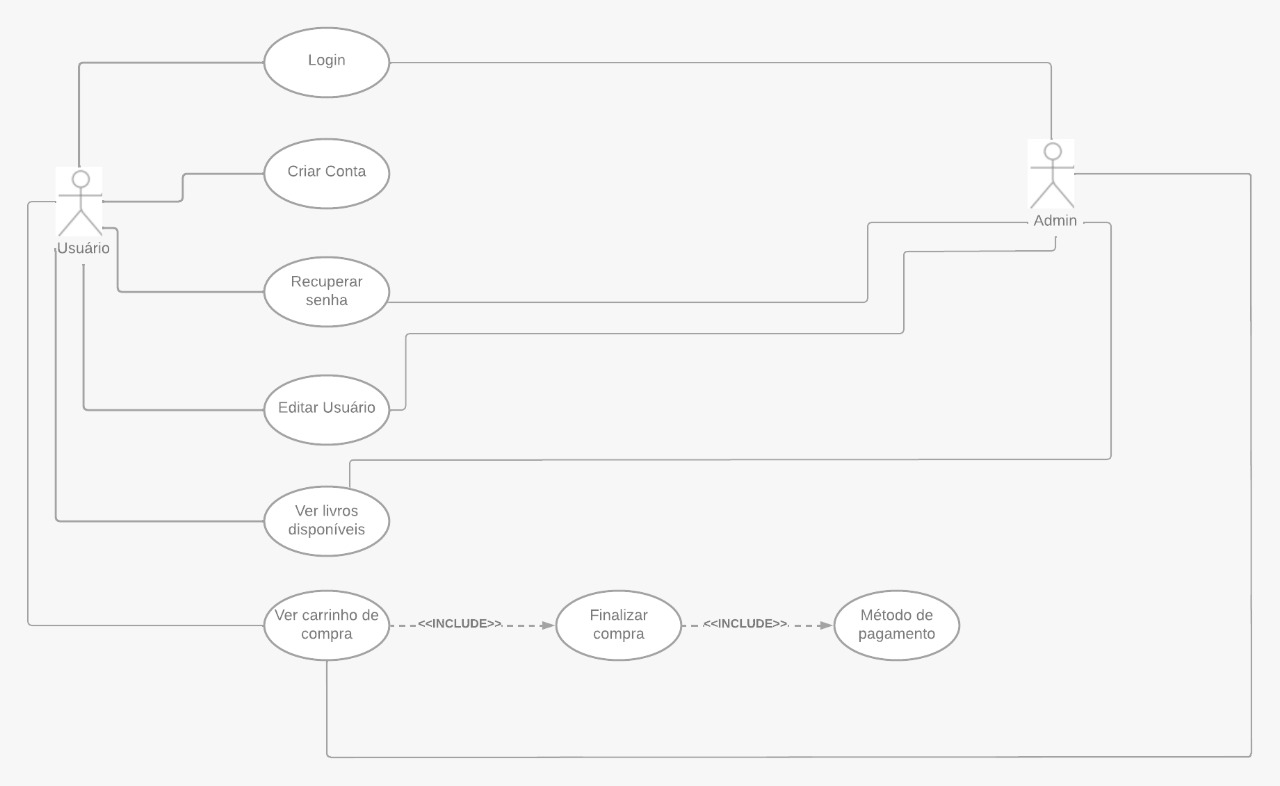 Login
Criar Conta
Usuário
Admin
Recuperar
senha
Editar Usuário
Ver livros
disponíveis
Ver carrinho de
compra
<<INCLUDE>>
Finalizar
compra
<<INCLUDE>>
Método de
pagamento